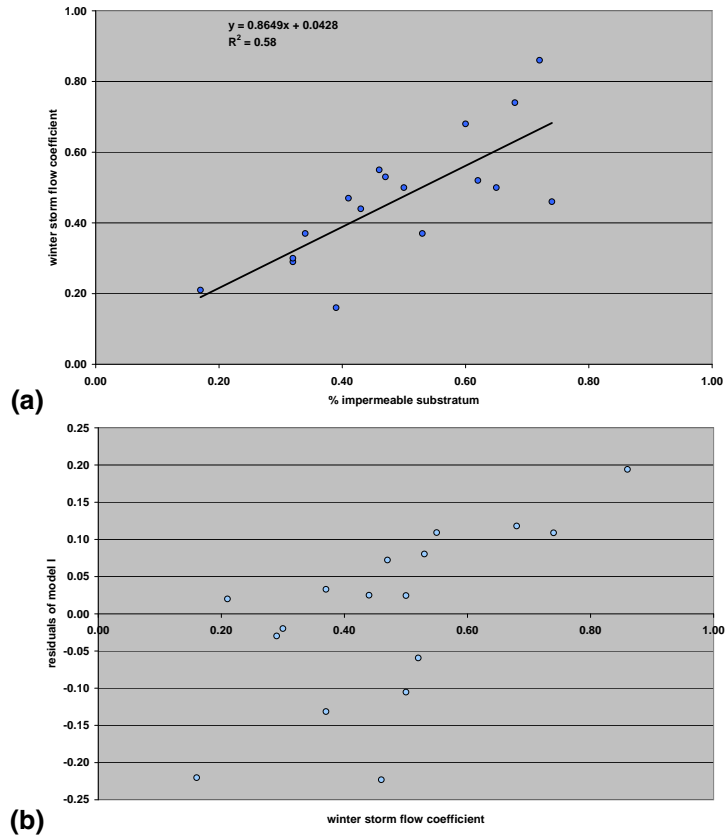 y = 0.8649x + 0.0428
R² = 0.58
1.00
0.80
0.60
0.40
0.20
0.00
winter storm flow coefficient
0.00 0.20 0.40 0.60 0.80 1.00
% impermeable substratum
(a)
0.25
0.20
0.15
0.10
0.05
0.00
-0.05
-0.10
-0.15
-0.20
-0.25
residuals of model I
0.00 0.20 0.40 0.60 0.80 1.00
winter storm flow coefficient
(b)